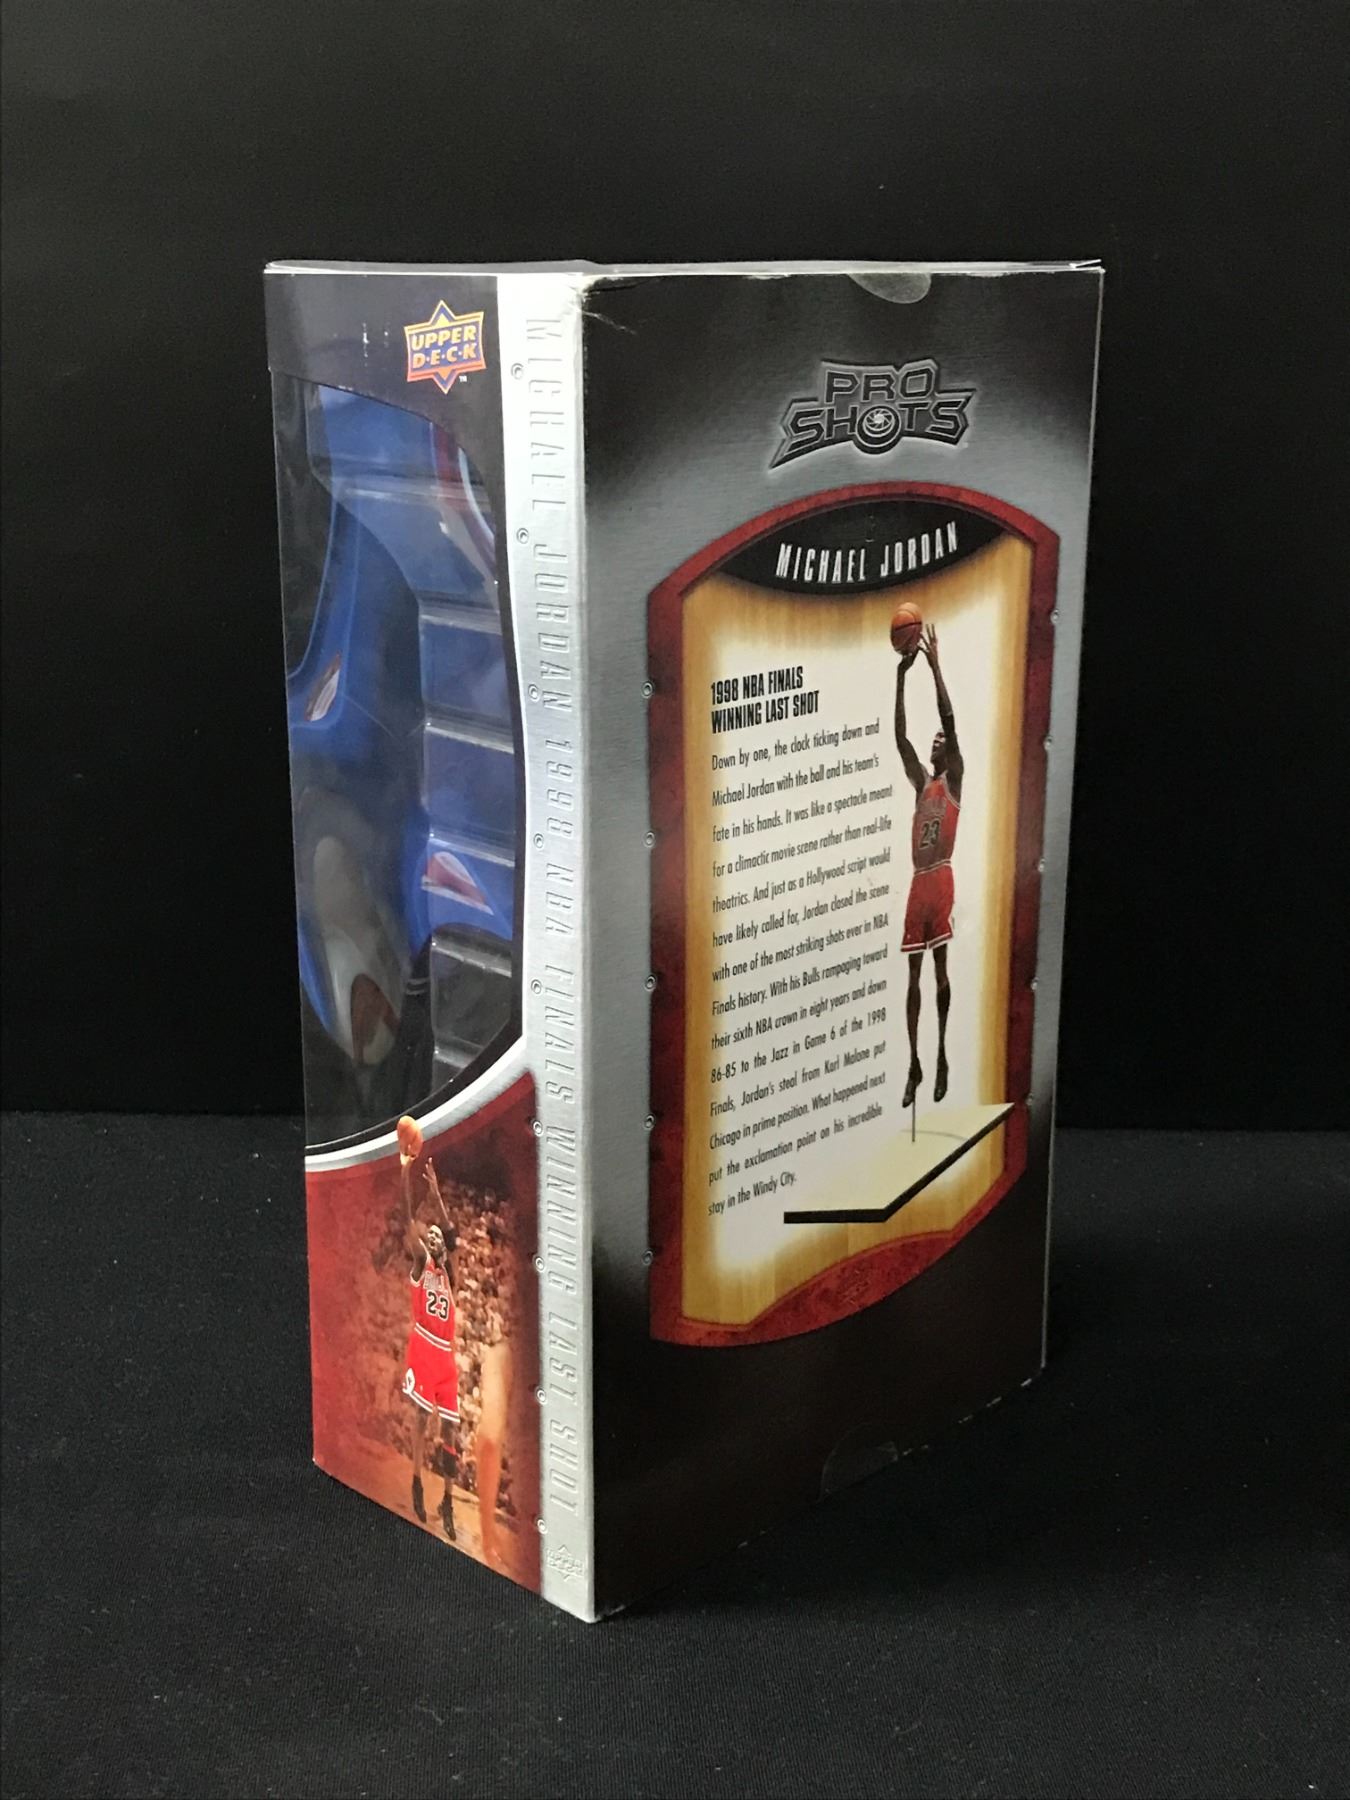 UPPER
D·E·C·K
TM
MICHAEL JORDAN 1998 NBA FINALS WINNING LAST SHOT
UPPER
DECK
23
PRO
SHOTS
MICHAEL JORDAN
1998 NBA FINALS
WINNING LAST SHOT
Down by one, the clock ticking down and
Michael Jordan with the ball and his team's
fate in his hands. It was like a spectacle meant
for a climactic movie scene rather than real-life
theatrics. And just as a Hollywood script would
have likely called for, Jordan closed the scene
with one of the most striking shots ever in NBA
Finals history. With his Bulls rampaging toward
their sixth NBA crown in eight years and down
86-85 to the Jazz in Game 6 of the 1998
Finals, Jordan's steal from Karl Malone put
Chicago in prime position. What happened next
put the exclamation point on his incredible
stay in the Windy City.
BULLS
23